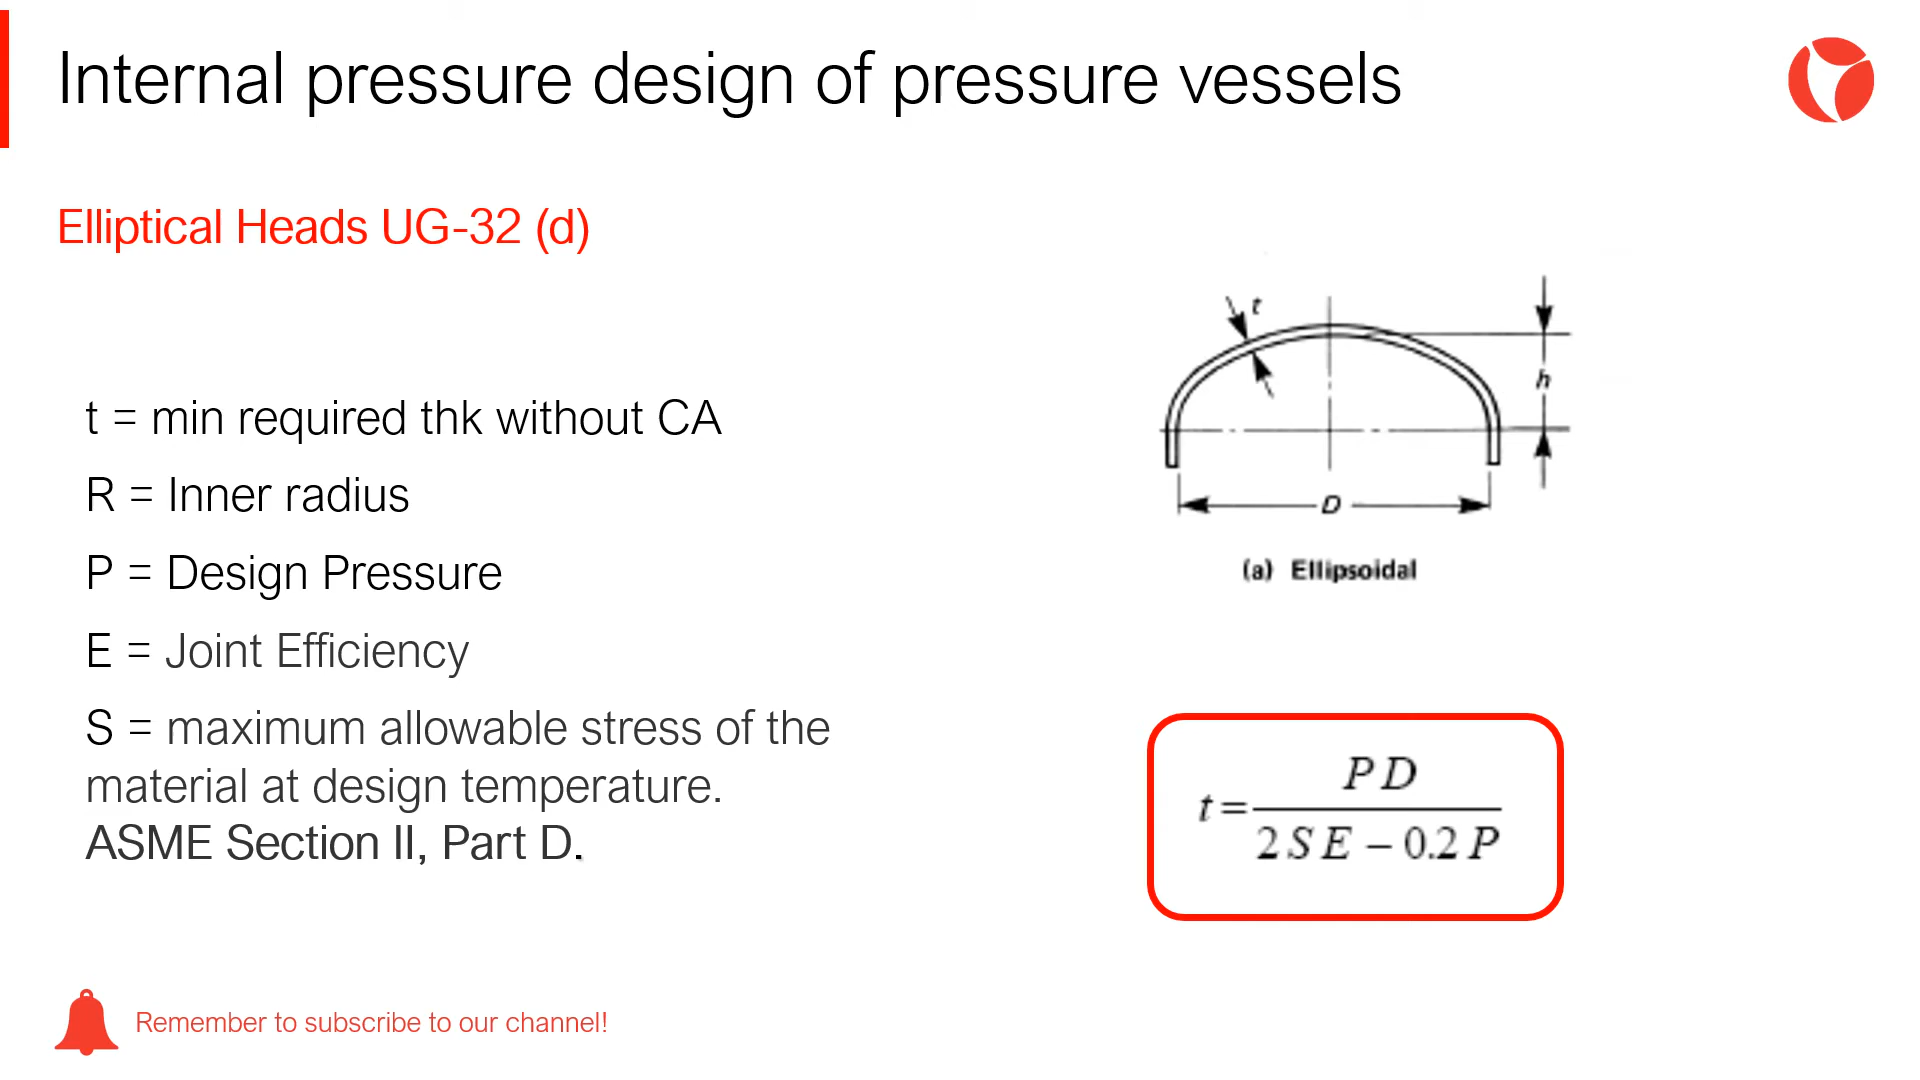 Internal pressure design of pressure vessels
Elliptical Heads UG-32 (d)
t = min required thk without CA
R = Inner radius
P = Design Pressure
E = Joint Efficiency
S = maximum allowable stress of the
material at design temperature.
ASME Section II, Part D.
t
h
D
(a) Ellipsoidal
t = PD / 2SE − 0.2P
Remember to subscribe to our channel!